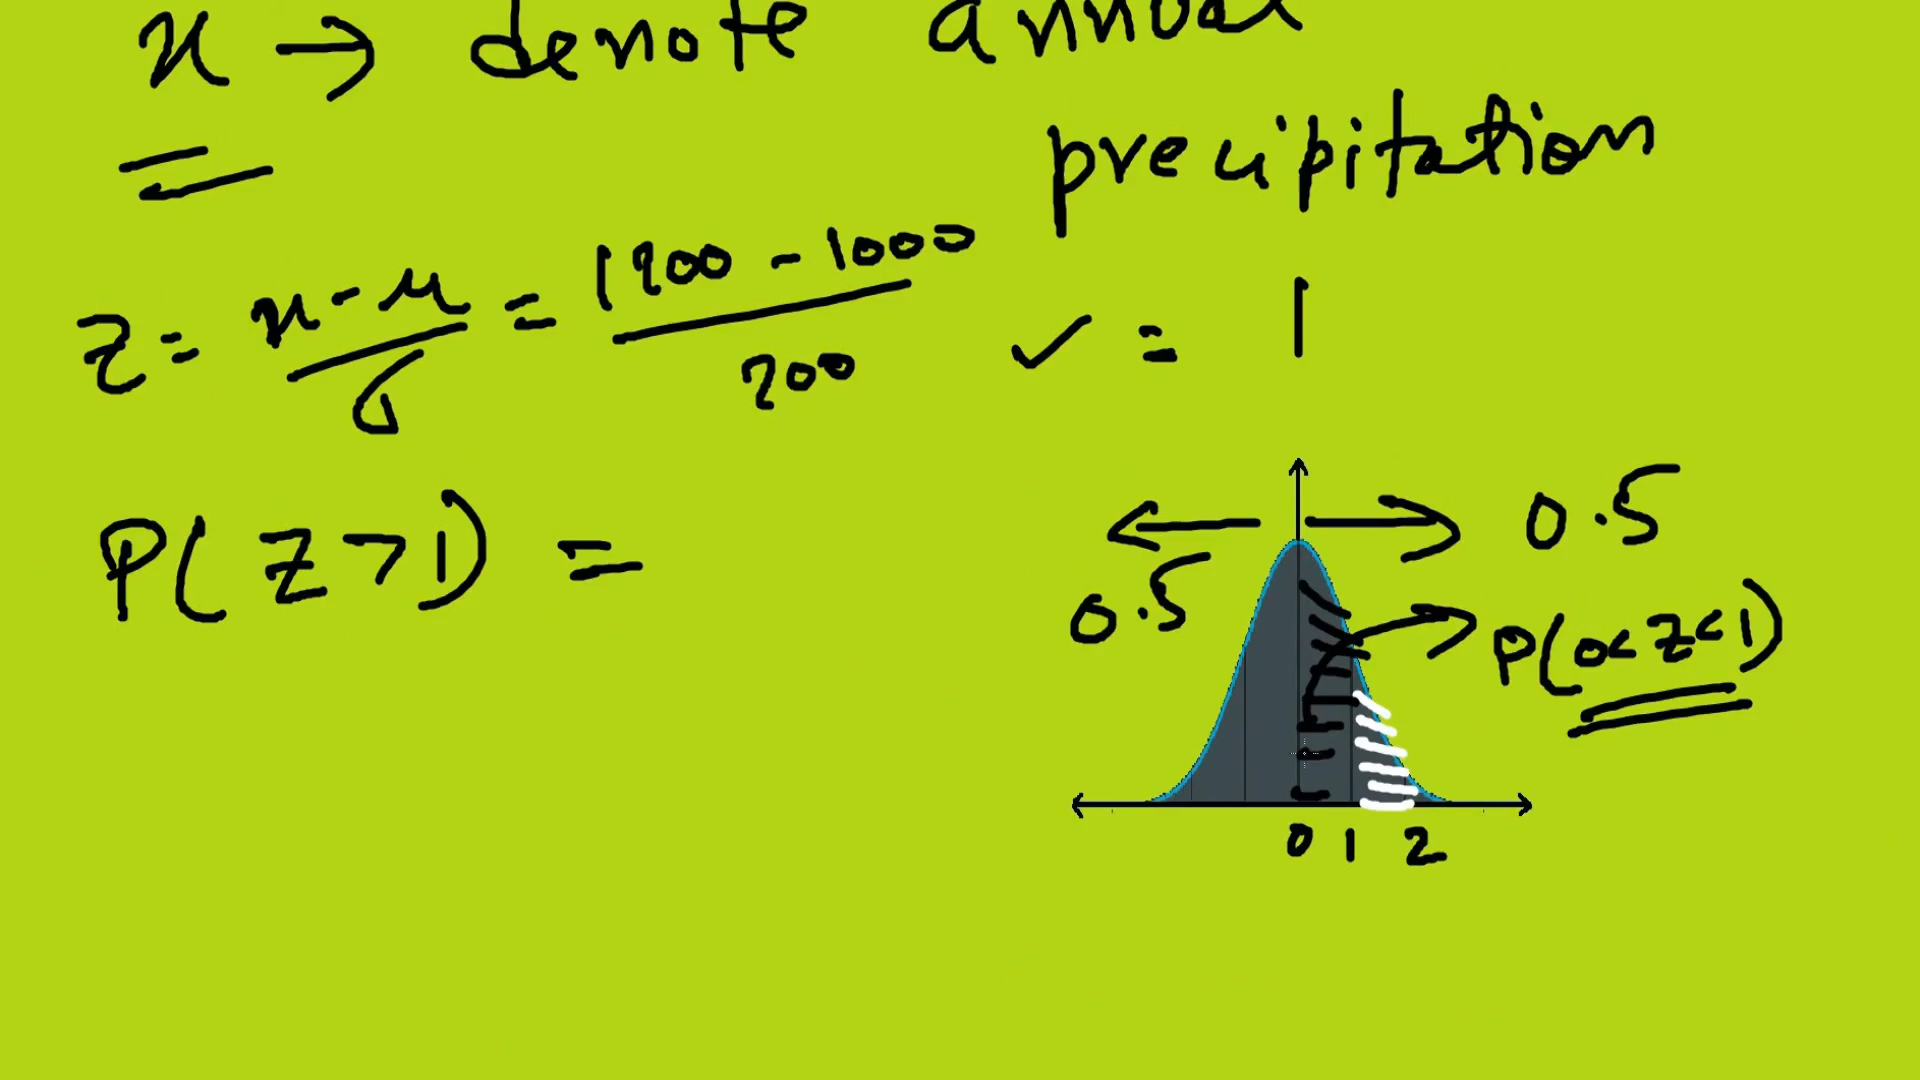 x → denote annual
precipitation
z = x - μ / σ = 1200 - 1000 / 200 ✓ = 1
P( z > 1 ) =
0.5
0.5
P(0< z < 1)
0 1 2